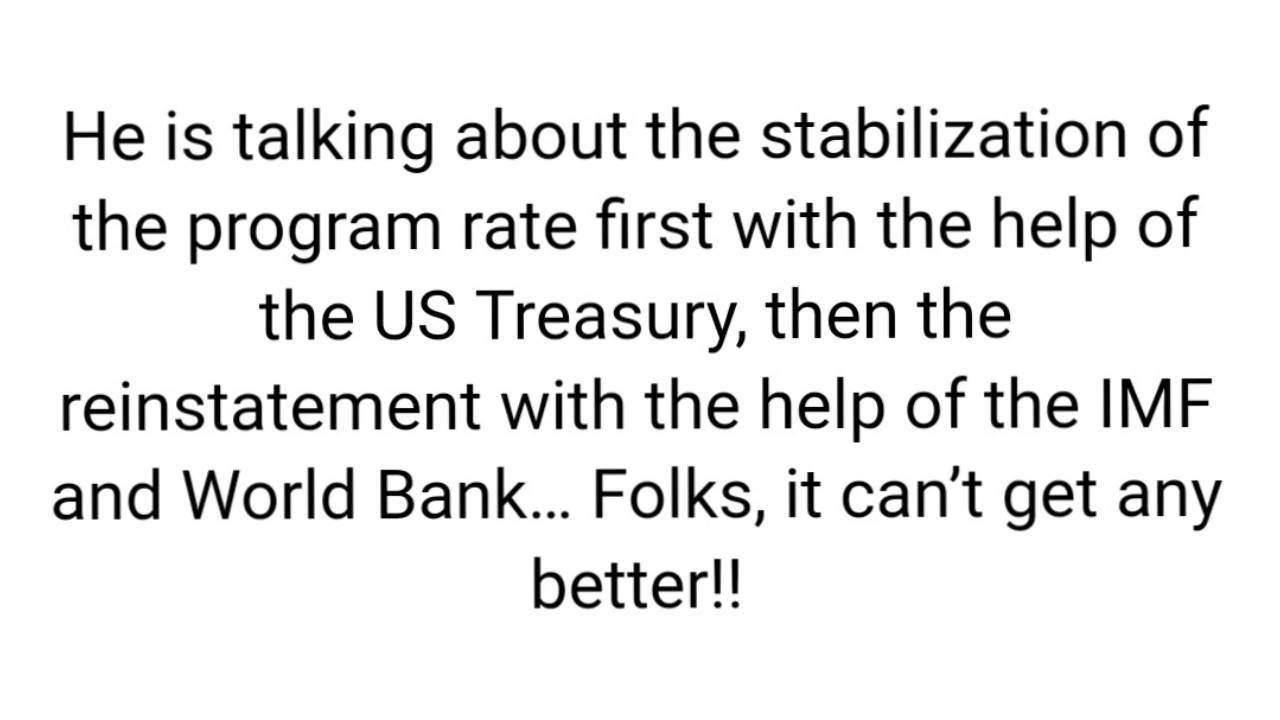 He is talking about the stabilization of
the program rate first with the help of
the US Treasury, then the
reinstatement with the help of the IMF
and World Bank... Folks, it can’t get any
better!!